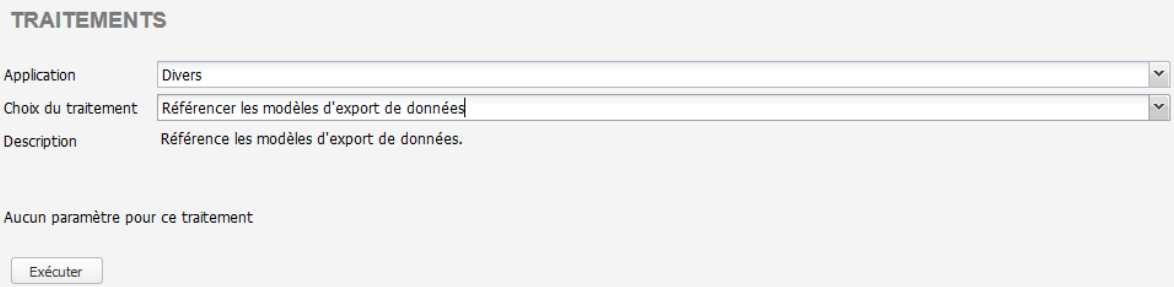 TRAITEMENTS
Application Divers
Choix du traitement Référencer les modèles d'export de données
Description Référence les modèles d'export de données.
Aucun paramètre pour ce traitement
Exécuter